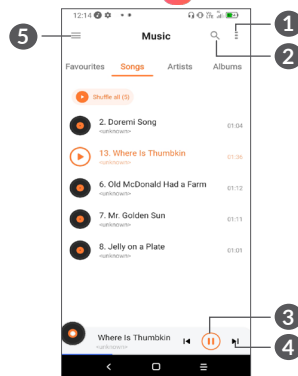 12:14
Music
1
5
2
Favourites Songs Artists Albums
Shuffle all (5)
2. Doremi Song
<unknown>
01:04
13. Where Is Thumbkin
<unknown>
01:36
6. Old McDonald Had a Farm
<unknown>
01:12
7. Mr. Golden Sun
<unknown>
01:11
8. Jelly on a Plate
<unknown>
01:01
3
Where Is Thumbkin
<unknown>
4